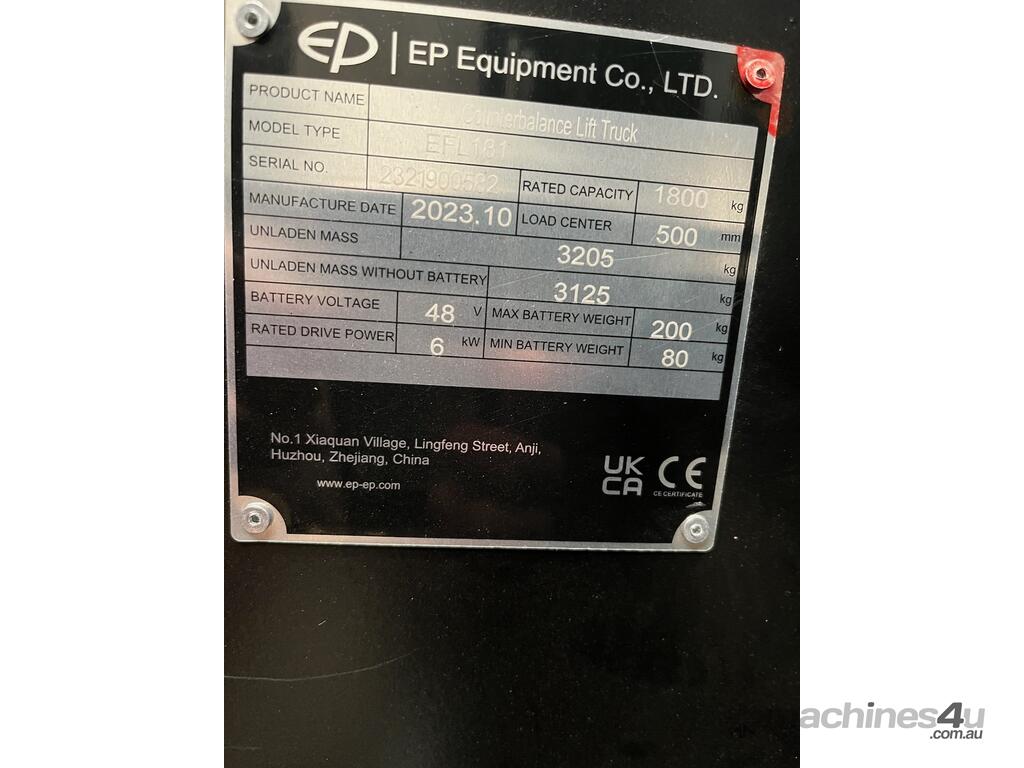 EP | EP Equipment Co., LTD.
PRODUCT NAME Counterbalance Lift Truck
MODEL TYPE EFL181
SERIAL NO. 2321900532 RATED CAPACITY 1800 kg
MANUFACTURE DATE 2023.10 LOAD CENTER 500 mm
UNLADEN MASS 3205 kg
UNLADEN MASS WITHOUT BATTERY 3125 kg
BATTERY VOLTAGE 48 V MAX BATTERY WEIGHT 200 kg
RATED DRIVE POWER 6 kW MIN BATTERY WEIGHT 80 kg
No.1 Xiaquan Village, Lingfeng Street, Anji,
Huzhou, Zhejiang, China
www.ep-ep.com
UK
CA
CE
CE CERTIFICATE
machines4u
.com.au